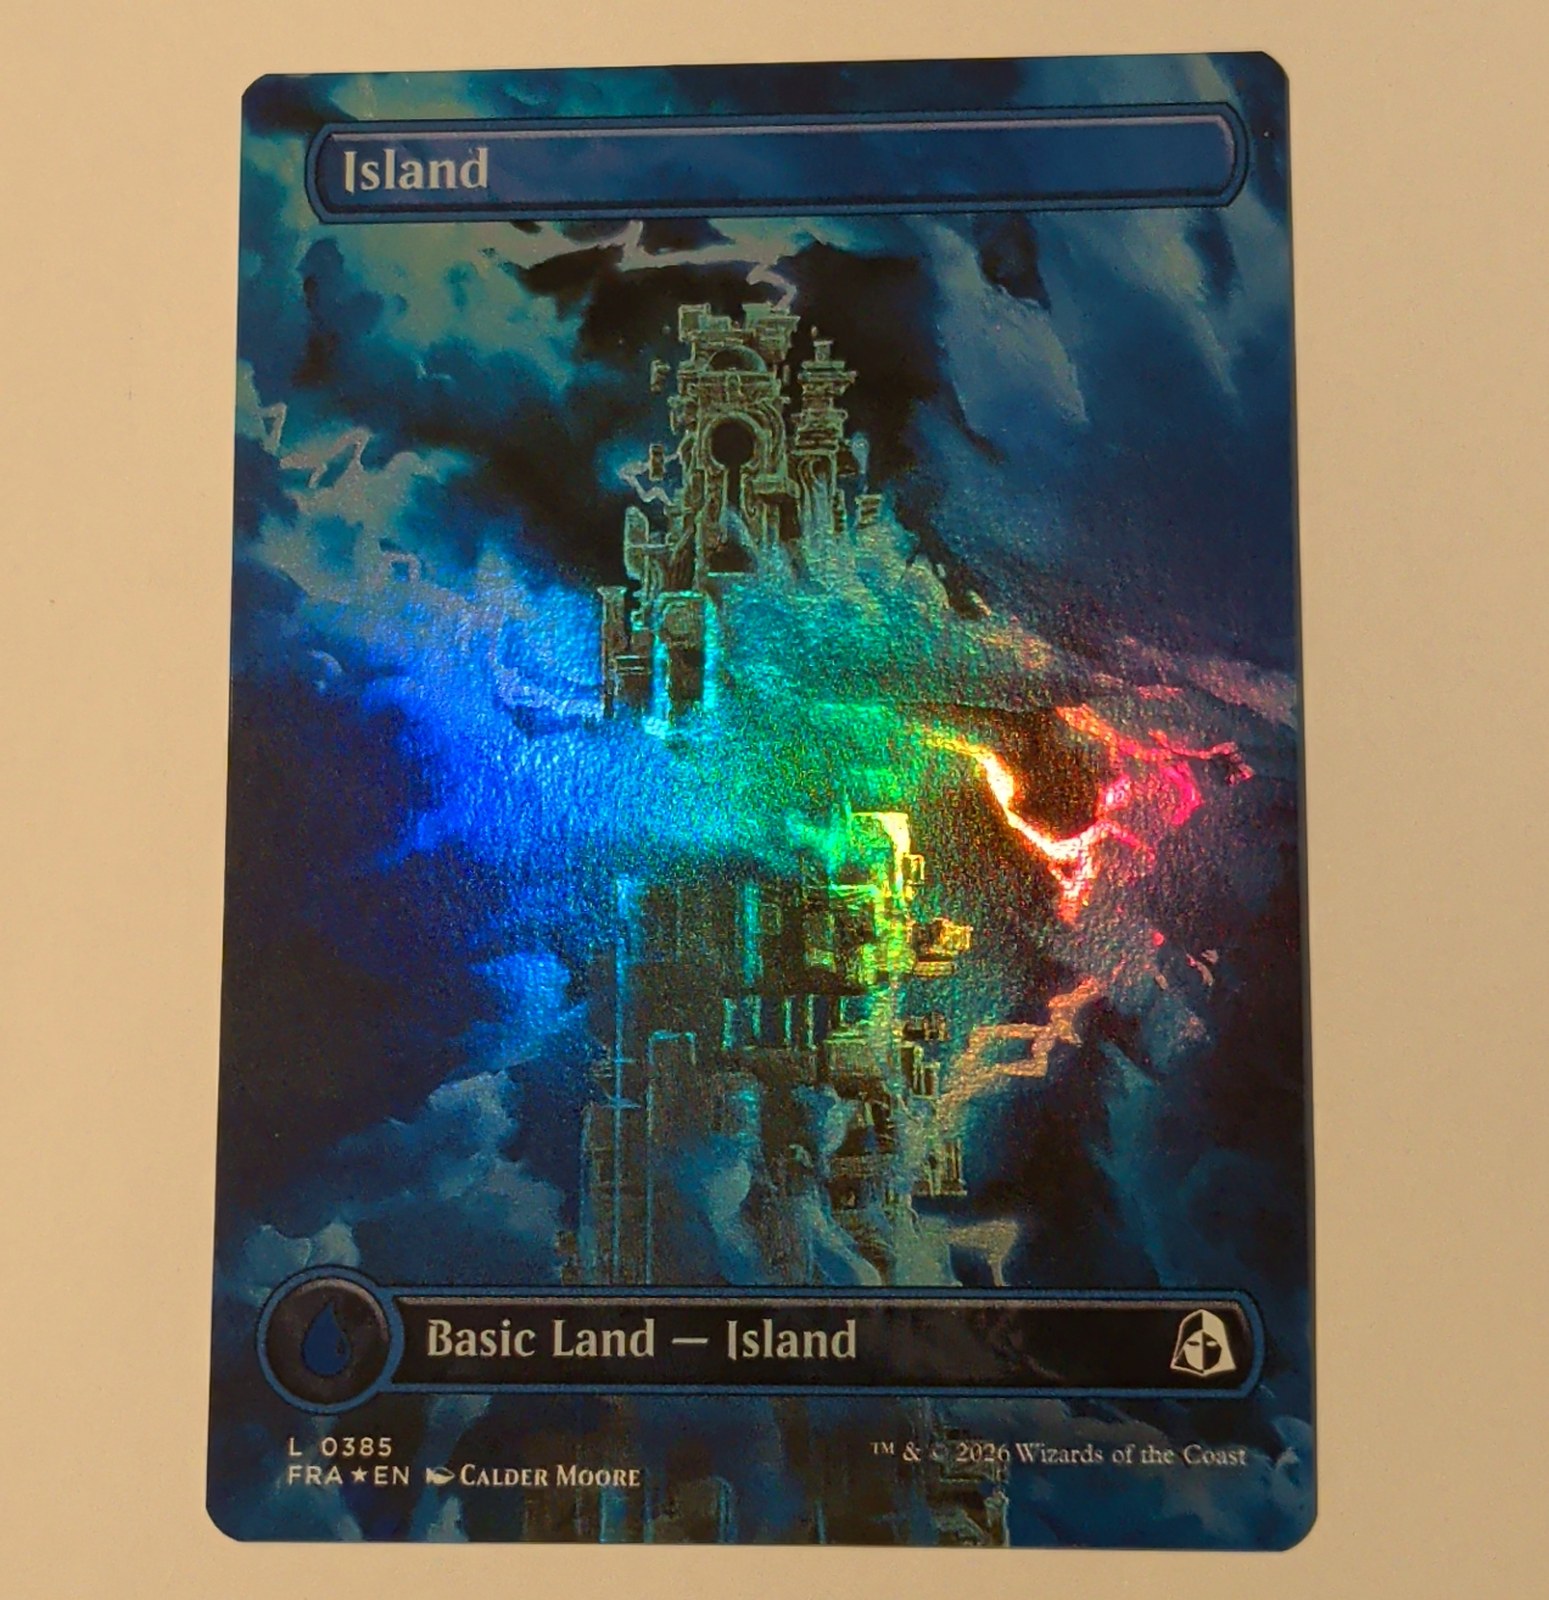 Island
Basic Land — Island
L 0385
FRA★EN CALDER MOORE
™ & © 2026 Wizards of the Coast